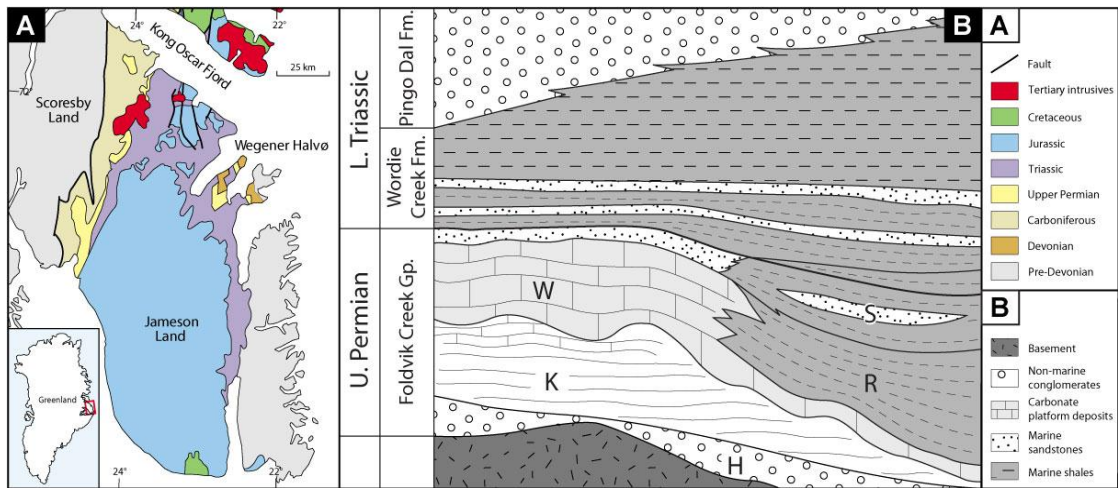 A
24°
22°
Kong Oscar Fjord
25 km
72°
Scoresby
Land
Wegener Halvø
Jameson
Land
Greenland
24°
22°
L. Triassic
U. Permian
Pingo Dal Fm.
Wordie
Creek Fm.
Foldvik Creek Gp.
B
W
S
K
R
H
A
Fault
Tertiary intrusives
Cretaceous
Jurassic
Triassic
Upper Permian
Carboniferous
Devonian
Pre-Devonian
B
Basement
Non-marine
conglomerates
Carbonate
platform deposits
Marine
sandstones
Marine shales